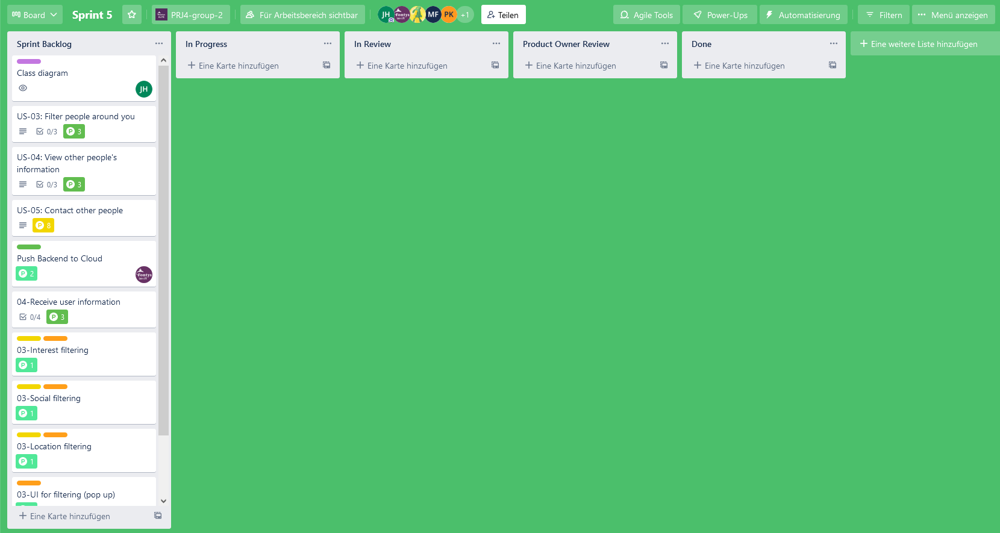 Board
Sprint 5
PRJ4-group-2
Für Arbeitsbereich sichtbar
JH
Fontys
MF
PK
+1
Teilen
Agile Tools
Power-Ups
Automatisierung
Filtern
Menü anzeigen
Sprint Backlog
Class diagram
JH
US-03: Filter people around you
0/3
P 3
US-04: View other people's
information
0/3
P 3
US-05: Contact other people
P 8
Push Backend to Cloud
P 2
Fontys
04-Receive user information
0/4
P 3
03-Interest filtering
P 1
03-Social filtering
P 1
03-Location filtering
P 1
03-UI for filtering (pop up)
Eine Karte hinzufügen
In Progress
Eine Karte hinzufügen
In Review
Eine Karte hinzufügen
Product Owner Review
Eine Karte hinzufügen
Done
Eine Karte hinzufügen
Eine weitere Liste hinzufügen